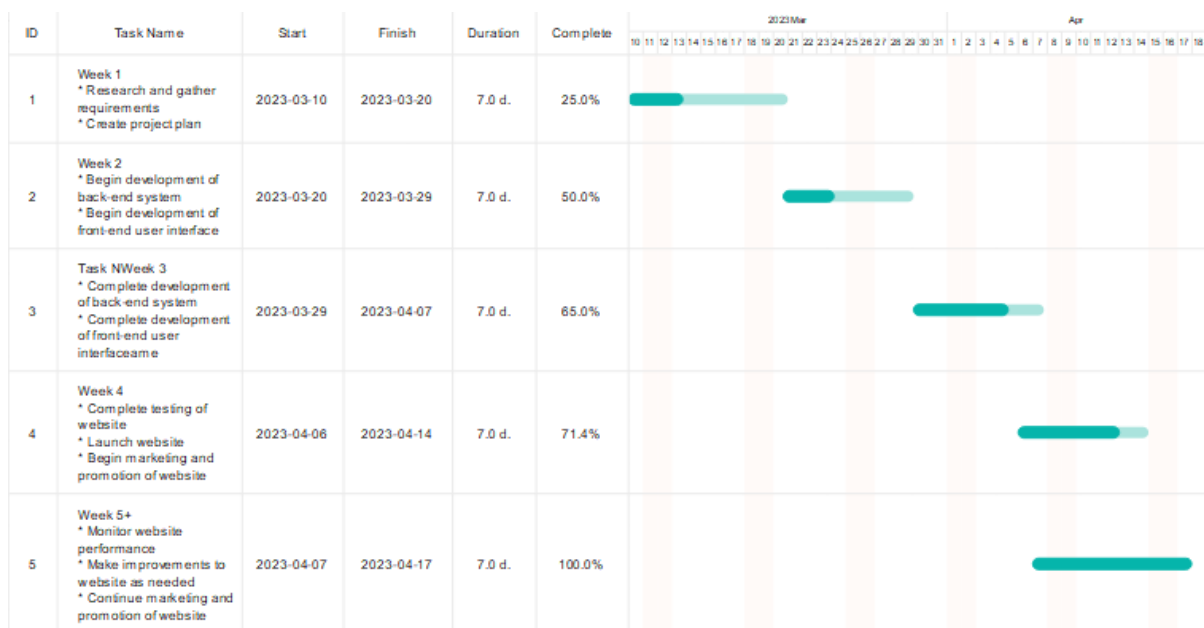 2023 Mar Apr
ID Task Name Start Finish Duration Complete 10 11 12 13 14 15 16 17 18 19 20 21 22 23 24 25 26 27 28 29 30 31 1 2 3 4 5 6 7 8 9 10 11 12 13 14 15 16 17 18
1
Week 1
* Research and gather
requirements
* Create project plan
2023-03-10 2023-03-20 7.0 d. 25.0%
2
Week 2
* Begin development of
back-end system
* Begin development of
front-end user interface
2023-03-20 2023-03-29 7.0 d. 50.0%
3
Task NWeek 3
* Complete development
of back-end system
* Complete development
of front-end user
interfaceame
2023-03-29 2023-04-07 7.0 d. 65.0%
4
Week 4
* Complete testing of
website
* Launch website
* Begin marketing and
promotion of website
2023-04-06 2023-04-14 7.0 d. 71.4%
5
Week 5+
* Monitor website
performance
* Make improvements to
website as needed
* Continue marketing and
promotion of website
2023-04-07 2023-04-17 7.0 d. 100.0%